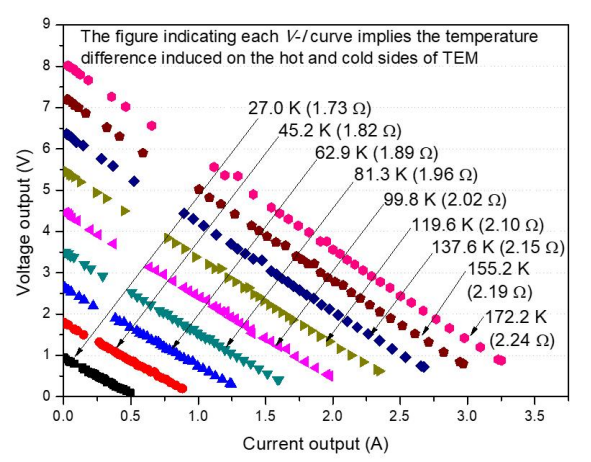 The figure indicating each V-I curve implies the temperature
difference induced on the hot and cold sides of TEM
27.0 K (1.73 Ω)
45.2 K (1.82 Ω)
62.9 K (1.89 Ω)
81.3 K (1.96 Ω)
99.8 K (2.02 Ω)
119.6 K (2.10 Ω)
137.6 K (2.15 Ω)
155.2 K
(2.19 Ω)
172.2 K
(2.24 Ω)
Voltage output (V)
9
8
7
6
5
4
3
2
1
0
0.0 0.5 1.0 1.5 2.0 2.5 3.0 3.5
Current output (A)